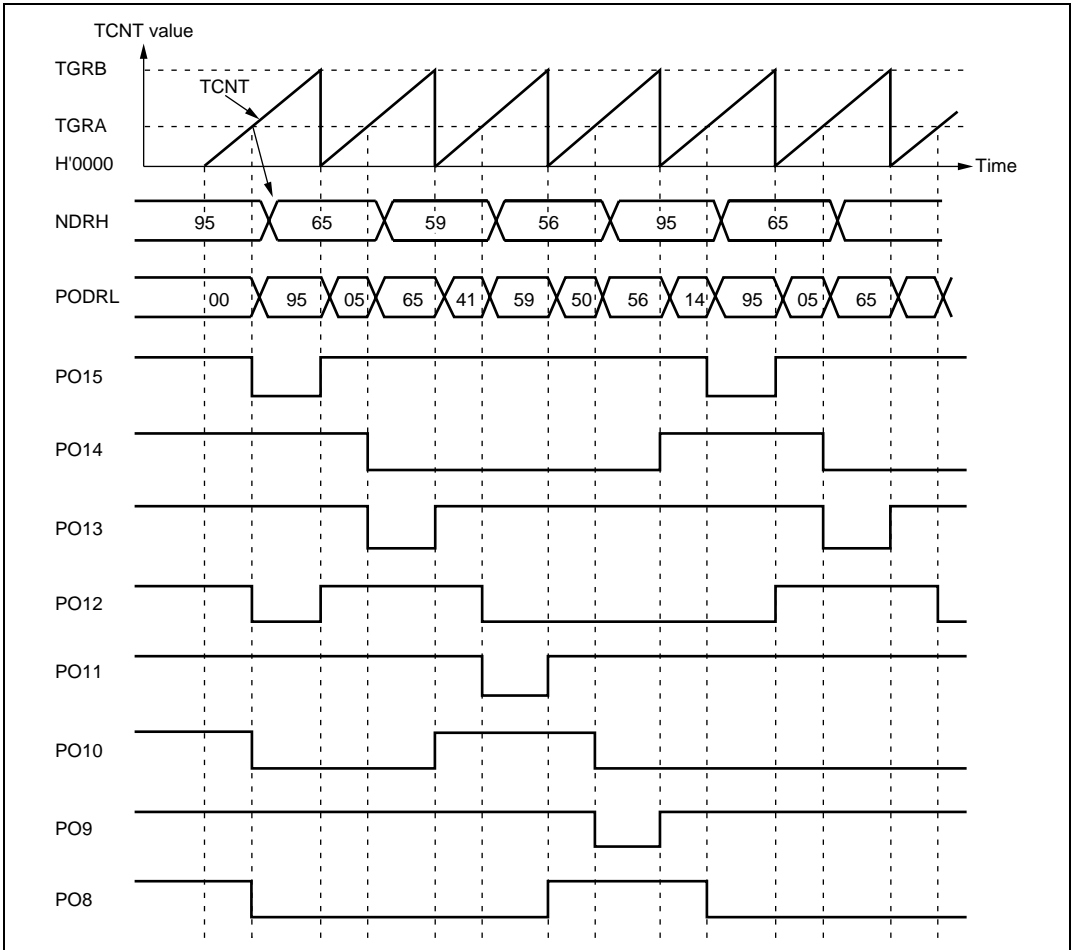 TCNT value
TGRB
TCNT
TGRA
H'0000
Time
NDRH 95 65 59 56 95 65
PODRL 00 95 05 65 41 59 50 56 14 95 05 65
PO15
PO14
PO13
PO12
PO11
PO10
PO9
PO8